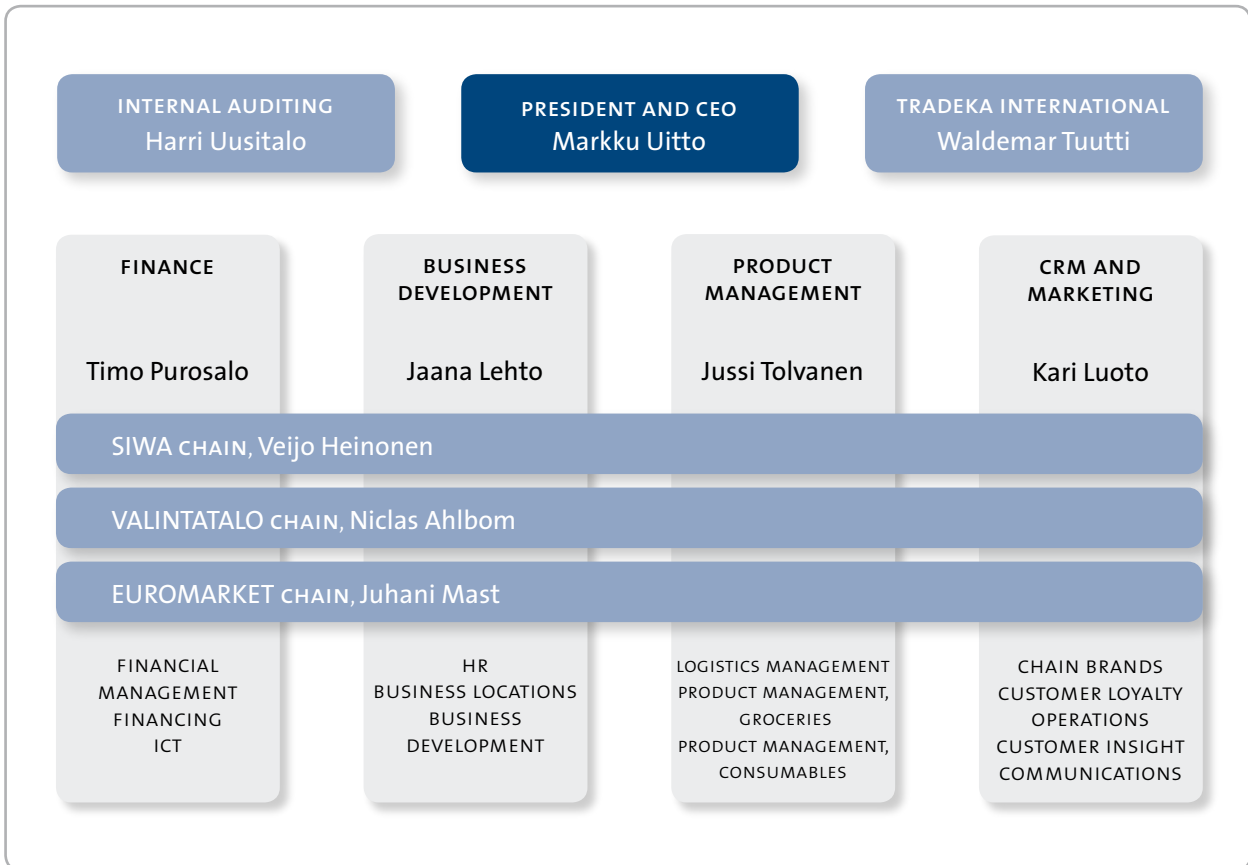 INTERNAL AUDITING
Harri Uusitalo
PRESIDENT AND CEO
Markku Uitto
TRADEKA INTERNATIONAL
Waldemar Tuutti
FINANCE
Timo Purosalo
BUSINESS
DEVELOPMENT
Jaana Lehto
PRODUCT
MANAGEMENT
Jussi Tolvanen
CRM AND
MARKETING
Kari Luoto
SIWA CHAIN, Veijo Heinonen
VALINTATALO CHAIN, Niclas Ahlbom
EUROMARKET CHAIN, Juhani Mast
FINANCIAL
MANAGEMENT
FINANCING
ICT
HR
BUSINESS LOCATIONS
BUSINESS
DEVELOPMENT
LOGISTICS MANAGEMENT
PRODUCT MANAGEMENT,
GROCERIES
PRODUCT MANAGEMENT,
CONSUMABLES
CHAIN BRANDS
CUSTOMER LOYALTY
OPERATIONS
CUSTOMER INSIGHT
COMMUNICATIONS